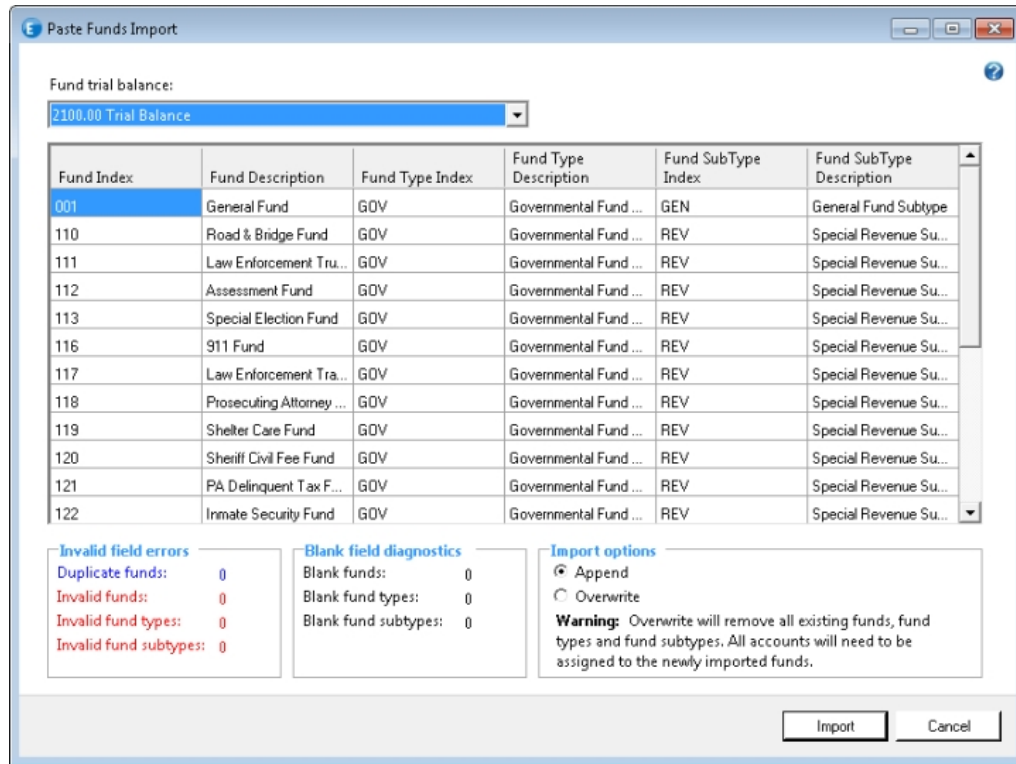 Paste Funds Import
Fund trial balance:
2100.00 Trial Balance
Fund Index Fund Description Fund Type Index Fund Type Description Fund SubType Index Fund SubType Description
001 General Fund GOV Governmental Fund ... GEN General Fund Subtype
110 Road & Bridge Fund GOV Governmental Fund ... REV Special Revenue Su...
111 Law Enforcement Tru... GOV Governmental Fund ... REV Special Revenue Su...
112 Assessment Fund GOV Governmental Fund ... REV Special Revenue Su...
113 Special Election Fund GOV Governmental Fund ... REV Special Revenue Su...
116 911 Fund GOV Governmental Fund ... REV Special Revenue Su...
117 Law Enforcement Tra... GOV Governmental Fund ... REV Special Revenue Su...
118 Prosecuting Attorney ... GOV Governmental Fund ... REV Special Revenue Su...
119 Shelter Care Fund GOV Governmental Fund ... REV Special Revenue Su...
120 Sheriff Civil Fee Fund GOV Governmental Fund ... REV Special Revenue Su...
121 PA Delinquent Tax F... GOV Governmental Fund ... REV Special Revenue Su...
122 Inmate Security Fund GOV Governmental Fund ... REV Special Revenue Su...
Invalid field errors
Duplicate funds: 0
Invalid funds: 0
Invalid fund types: 0
Invalid fund subtypes: 0
Blank field diagnostics
Blank funds: 0
Blank fund types: 0
Blank fund subtypes: 0
Import options
Append
Overwrite
Warning: Overwrite will remove all existing funds, fund
types and fund subtypes. All accounts will need to be
assigned to the newly imported funds.
Import Cancel